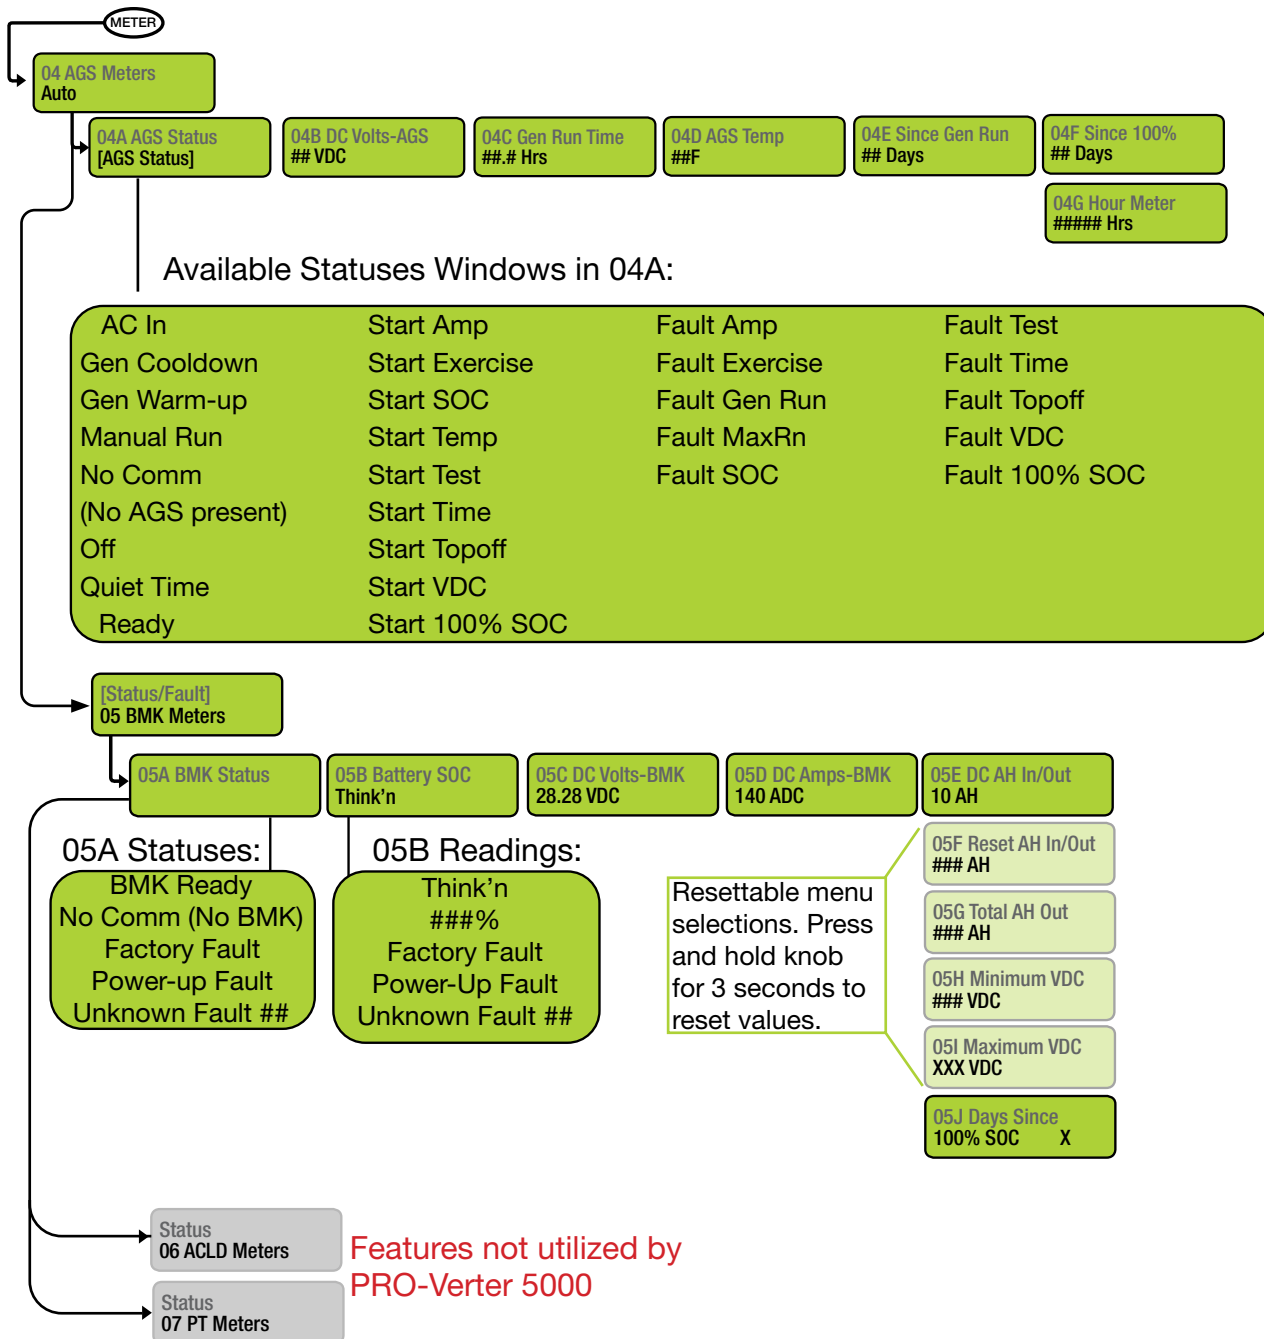 METER
04 AGS Meters
Auto
04A AGS Status
[AGS Status]
04B DC Volts-AGS
## VDC
04C Gen Run Time
##.# Hrs
04D AGS Temp
##F
04E Since Gen Run
## Days
04F Since 100%
## Days
04G Hour Meter
##### Hrs
Available Statuses Windows in 04A:
AC In
Gen Cooldown
Gen Warm-up
Manual Run
No Comm
(No AGS present)
Off
Quiet Time
Ready
Start Amp
Start Exercise
Start SOC
Start Temp
Start Test
Start Time
Start Topoff
Start VDC
Start 100% SOC
Fault Amp
Fault Exercise
Fault Gen Run
Fault MaxRn
Fault SOC
Fault Test
Fault Time
Fault Topoff
Fault VDC
Fault 100% SOC
[Status/Fault]
05 BMK Meters
05A BMK Status
05B Battery SOC
Think’n
05C DC Volts-BMK
28.28 VDC
05D DC Amps-BMK
140 ADC
05E DC AH In/Out
10 AH
05A Statuses:
BMK Ready
No Comm (No BMK)
Factory Fault
Power-up Fault
Unknown Fault ##
05B Readings:
Think’n
###%
Factory Fault
Power-Up Fault
Unknown Fault ##
Resettable menu
selections. Press
and hold knob
for 3 seconds to
reset values.
05F Reset AH In/Out
### AH
05G Total AH Out
### AH
05H Minimum VDC
### VDC
05I Maximum VDC
XXX VDC
05J Days Since
100% SOC X
Status
06 ACLD Meters
Features not utilized by
PRO-Verter 5000
Status
07 PT Meters